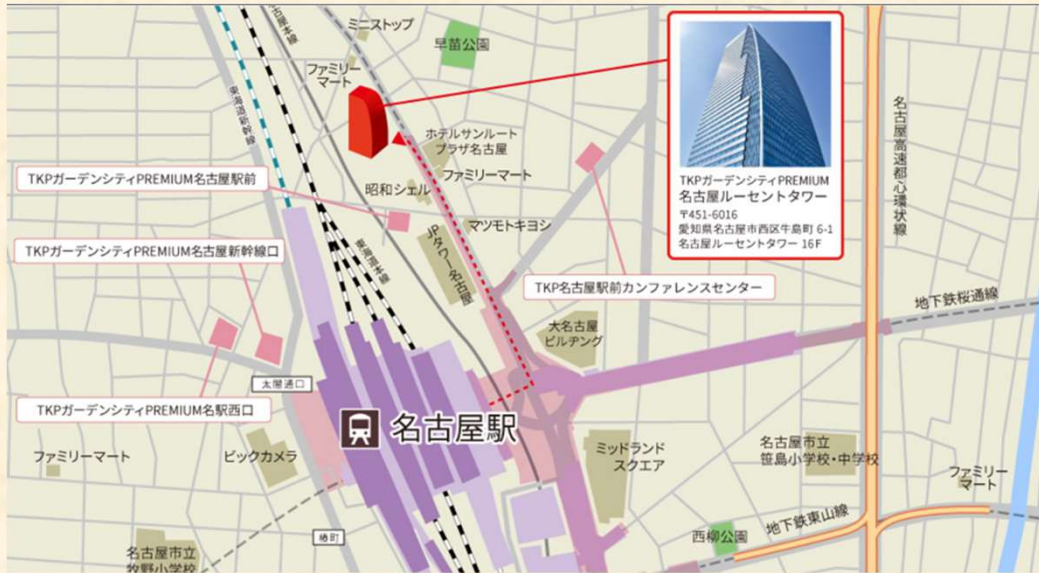 名古屋本線
ミニストップ
早苗公園
ファミリー
マート
東海道新幹線
ホテルサンルート
プラザ名古屋
ファミリーマート
昭和シェル
マツモトキヨシ
JPタワー名古屋
東海道本線
TKPガーデンシティPREMIUM名古屋駅前
TKPガーデンシティPREMIUM名古屋新幹線口
TKPガーデンシティPREMIUM名駅西口
TKP名古屋駅前カンファレンスセンター
TKPガーデンシティPREMIUM
名古屋ルーセントタワー
〒451-6016
愛知県名古屋市西区牛島町 6-1
名古屋ルーセントタワー 16F
名古屋高速都心環状線
地下鉄桜通線
大名古屋
ビルヂング
太閤通口
名古屋駅
ファミリーマート
ビックカメラ
ミッドランド
スクエア
名古屋市立
笹島小学校・中学校
ファミリー
マート
地下鉄東山線
西柳公園
椿町
名古屋市立
牧野小学校